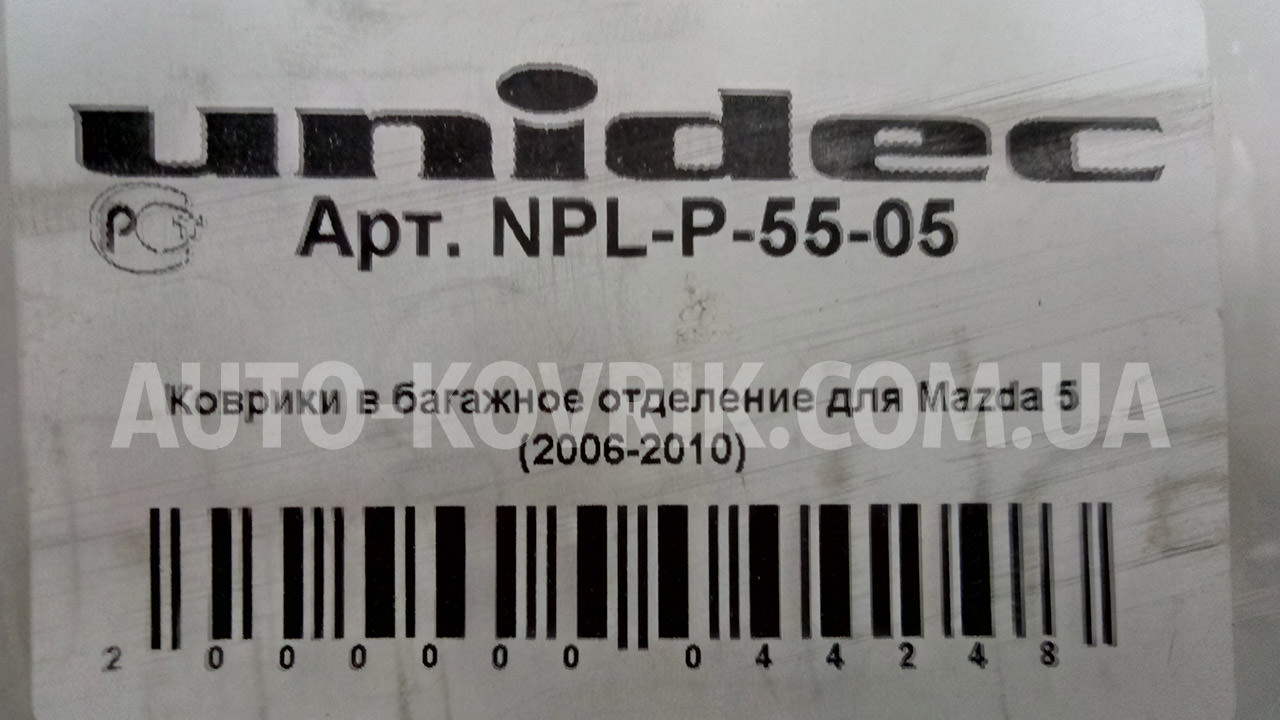 unidec
Арт. NPL-P-55-05
AUTO-KOVRIK.COM.UA
Коврики в багажное отделение для Mazda 5
(2006-2010)
2 000000 044248